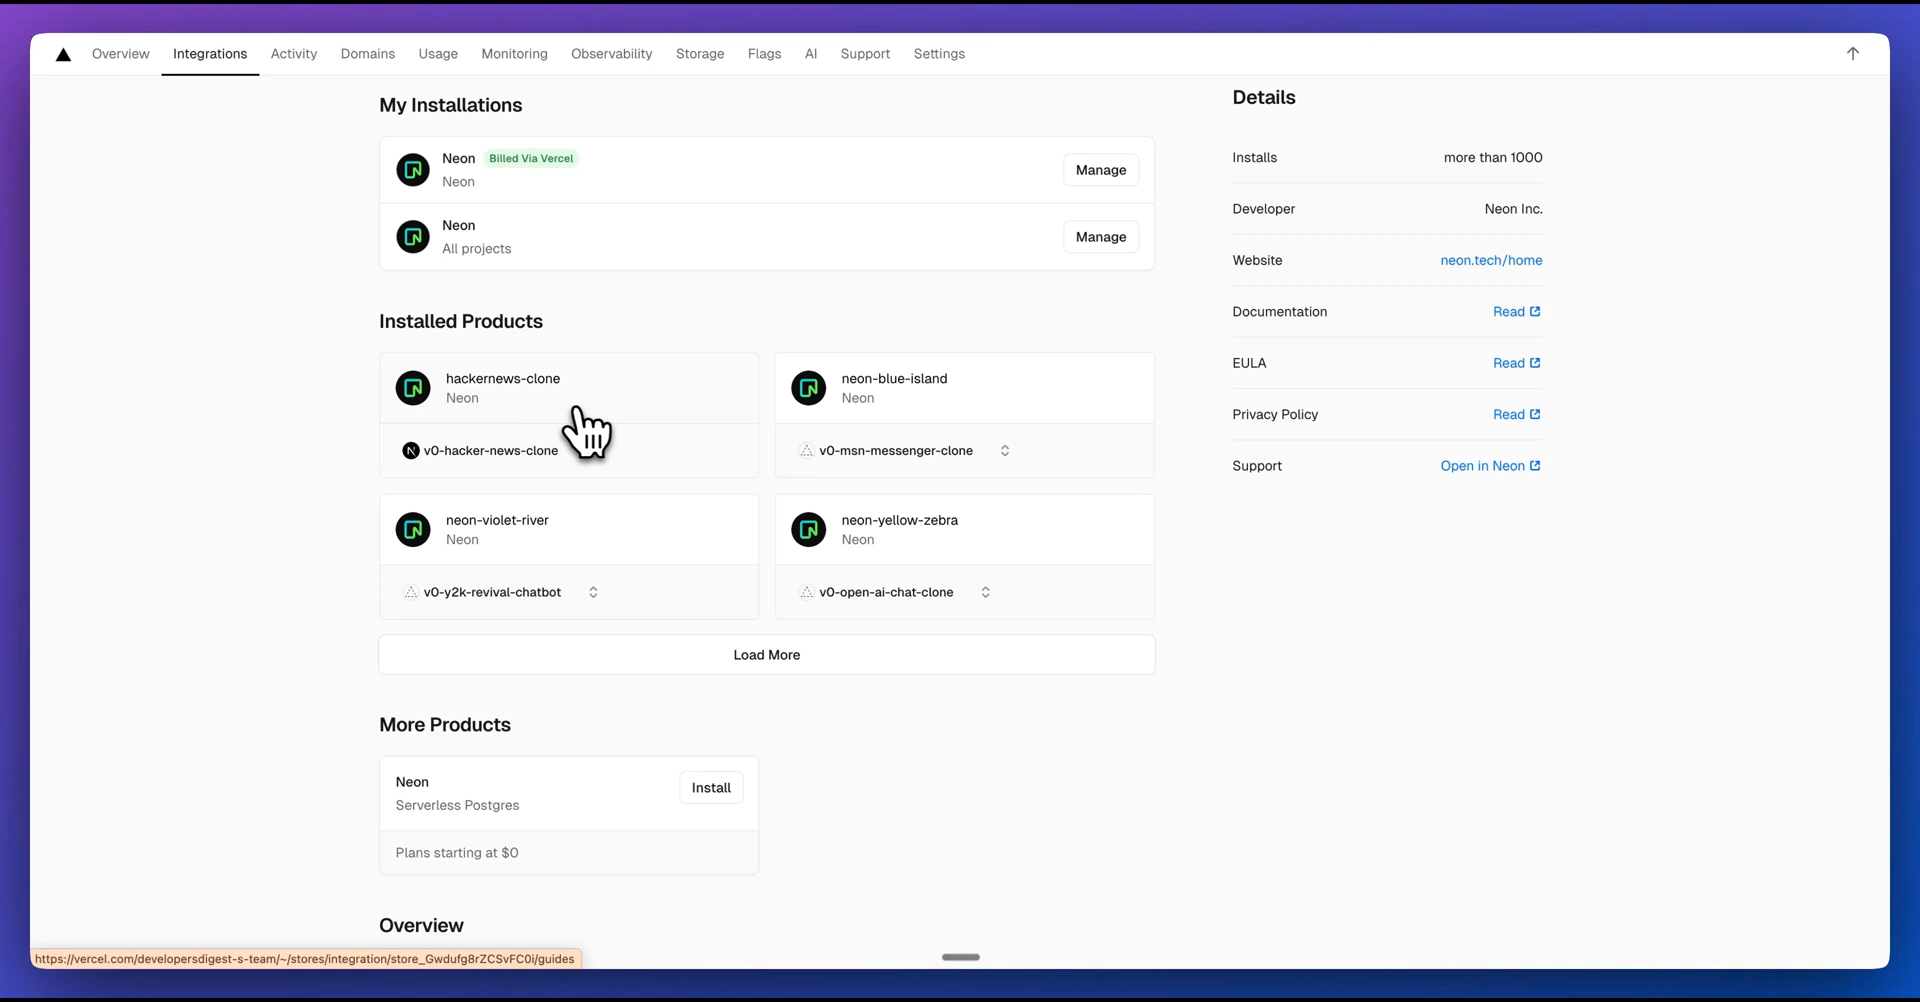 Overview Integrations Activity Domains Usage Monitoring Observability Storage Flags AI Support Settings
My Installations
Neon Billed Via Vercel
Neon
Manage
Neon
All projects
Manage
Installed Products
hackernews-clone
Neon
v0-hacker-news-clone
neon-blue-island
Neon
v0-msn-messenger-clone
neon-violet-river
Neon
v0-y2k-revival-chatbot
neon-yellow-zebra
Neon
v0-open-ai-chat-clone
Load More
More Products
Neon
Serverless Postgres
Install
Plans starting at $0
Overview
Details
Installs more than 1000
Developer Neon Inc.
Website neon.tech/home
Documentation Read
EULA Read
Privacy Policy Read
Support Open in Neon
https://vercel.com/developersdigest-s-team/~/stores/integration/store_Gwdufg8rZCSvFC0i/guides